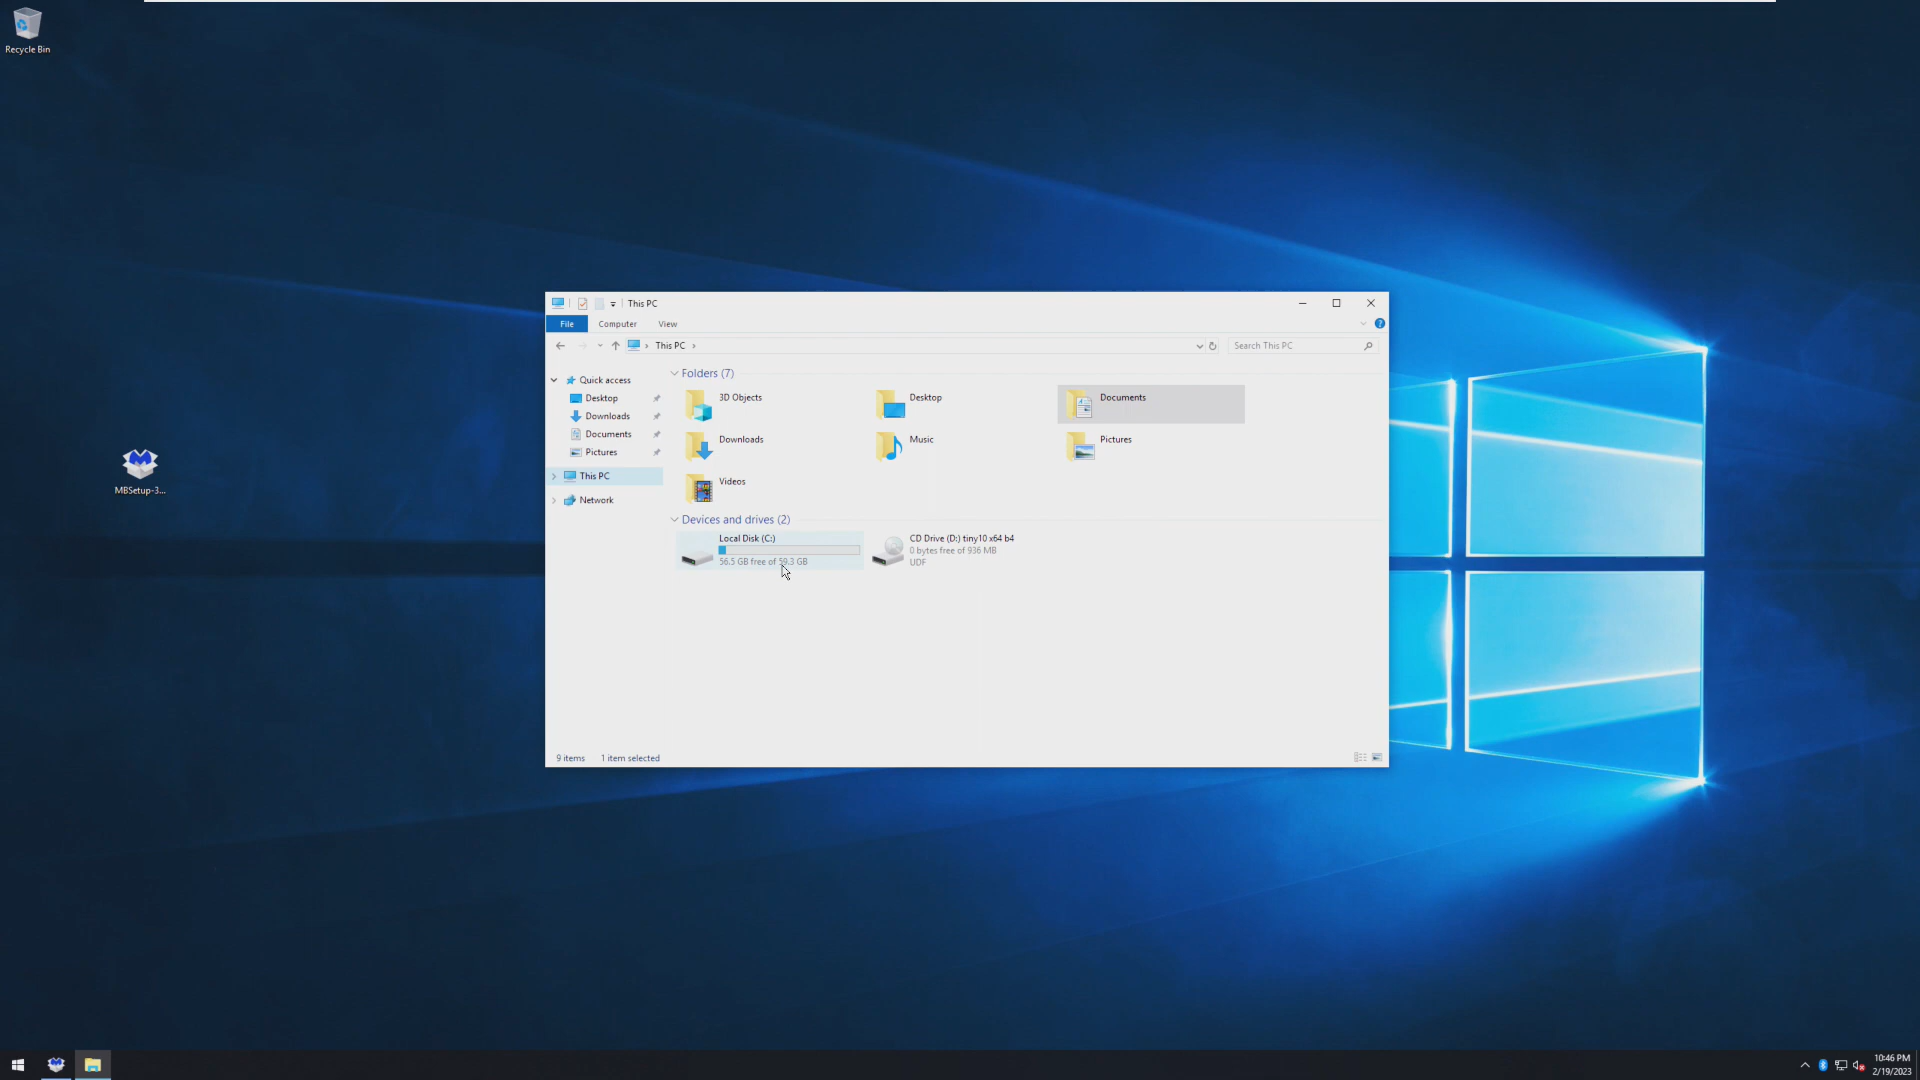 Recycle Bin
MBSetup-3...
This PC
File Computer View
This PC
Search This PC
Quick access
Desktop
Downloads
Documents
Pictures
This PC
Network
Folders (7)
3D Objects
Desktop
Documents
Downloads
Music
Pictures
Videos
Devices and drives (2)
Local Disk (C:)
56.5 GB free of 59.3 GB
CD Drive (D:) tiny10 x64 b4
0 bytes free of 936 MB
UDF
9 items 1 item selected
10:46 PM
2/19/2023